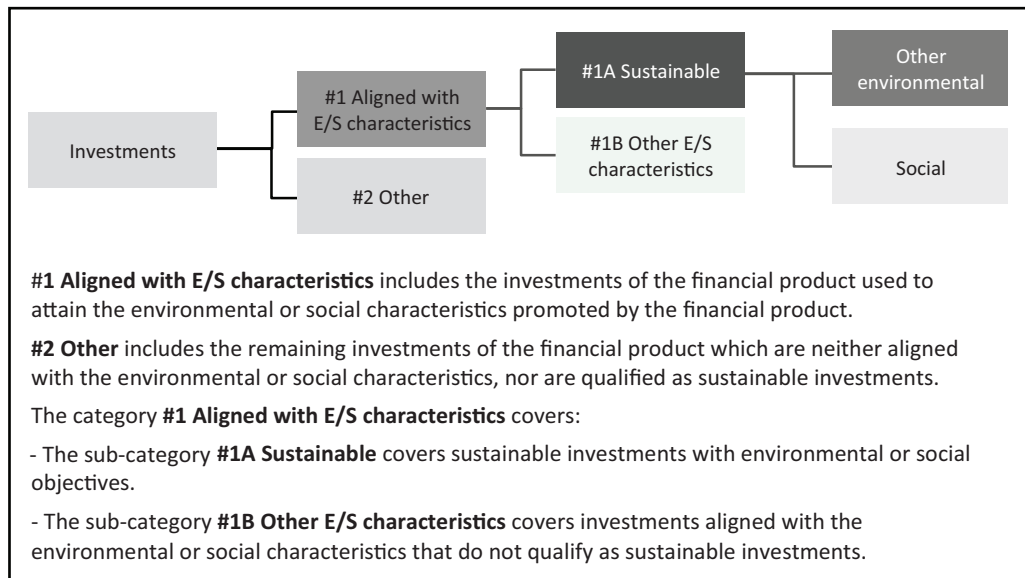 Investments
#1 Aligned with
E/S characteristics
#2 Other
#1A Sustainable
#1B Other E/S
characteristics
Other
environmental
Social
#1 Aligned with E/S characteristics includes the investments of the financial product used to
attain the environmental or social characteristics promoted by the financial product.
#2 Other includes the remaining investments of the financial product which are neither aligned
with the environmental or social characteristics, nor are qualified as sustainable investments.
The category #1 Aligned with E/S characteristics covers:
- The sub-category #1A Sustainable covers sustainable investments with environmental or social
objectives.
- The sub-category #1B Other E/S characteristics covers investments aligned with the
environmental or social characteristics that do not qualify as sustainable investments.